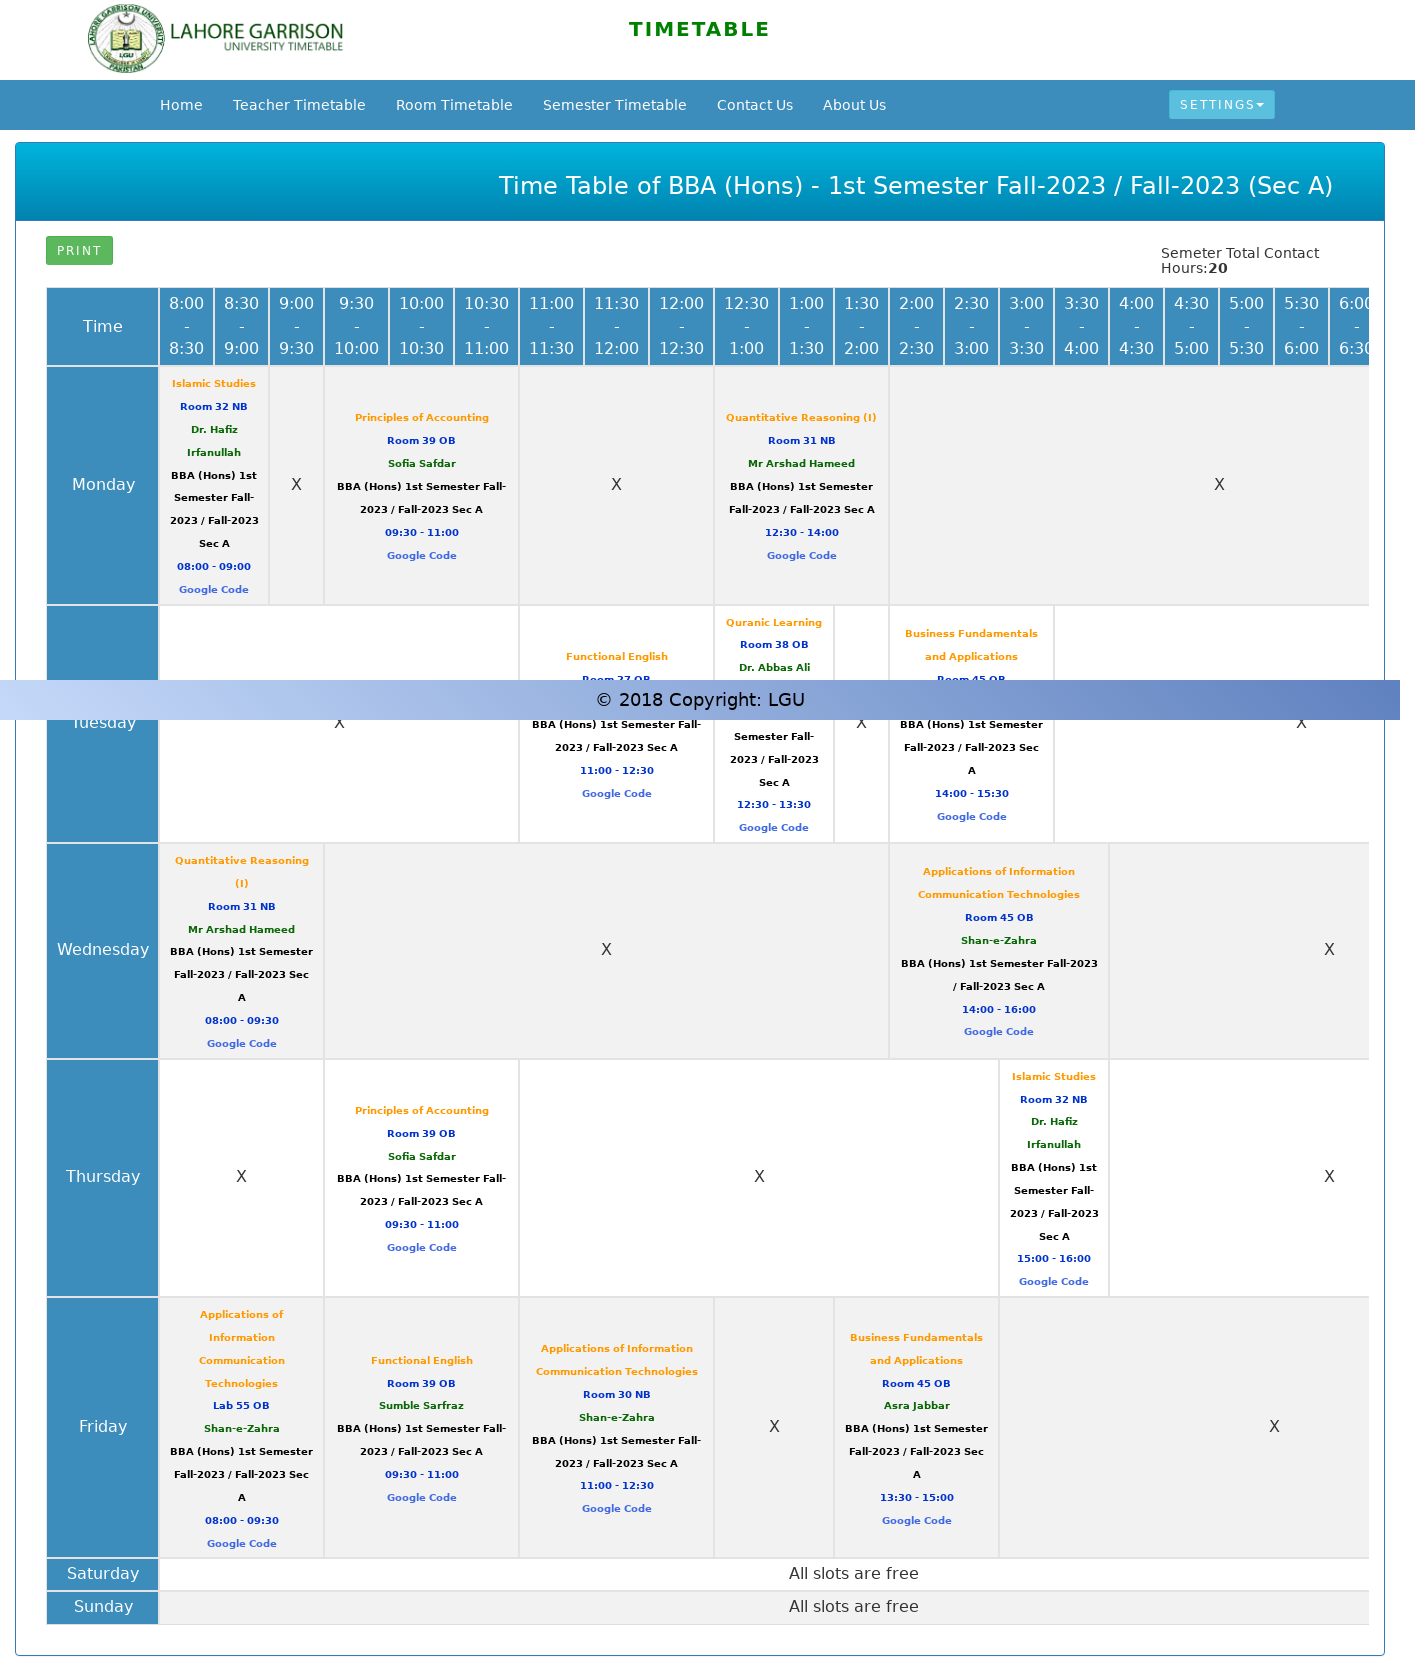 LAHORE GARRISON
UNIVERSITY TIMETABLE
TIMETABLE
Home
Teacher Timetable
Room Timetable
Semester Timetable
Contact Us
About Us
SETTINGS
Time Table of BBA (Hons) - 1st Semester Fall-2023 / Fall-2023 (Sec A)
PRINT
Semeter Total Contact
Hours:20
Time
8:00
-
8:30
8:30
-
9:00
9:00
-
9:30
9:30
-
10:00
10:00
-
10:30
10:30
-
11:00
11:00
-
11:30
11:30
-
12:00
12:00
-
12:30
12:30
-
1:00
1:00
-
1:30
1:30
-
2:00
2:00
-
2:30
2:30
-
3:00
3:00
-
3:30
3:30
-
4:00
4:00
-
4:30
4:30
-
5:00
5:00
-
5:30
5:30
-
6:00
6:00
-
6:30
Monday
Islamic Studies
Room 32 NB
Dr. Hafiz
Irfanullah
BBA (Hons) 1st
Semester Fall-
2023 / Fall-2023
Sec A
08:00 - 09:00
Google Code
X
Principles of Accounting
Room 39 OB
Sofia Safdar
BBA (Hons) 1st Semester Fall-
2023 / Fall-2023 Sec A
09:30 - 11:00
Google Code
X
Quantitative Reasoning (I)
Room 31 NB
Mr Arshad Hameed
BBA (Hons) 1st Semester
Fall-2023 / Fall-2023 Sec A
12:30 - 14:00
Google Code
X
Tuesday
X
Functional English
Room 27 OB
BBA (Hons) 1st Semester Fall-
2023 / Fall-2023 Sec A
11:00 - 12:30
Google Code
Quranic Learning
Room 38 OB
Dr. Abbas Ali
Semester Fall-
2023 / Fall-2023
Sec A
12:30 - 13:30
Google Code
X
Business Fundamentals
and Applications
Room 45 OB
BBA (Hons) 1st Semester
Fall-2023 / Fall-2023 Sec
A
14:00 - 15:30
Google Code
X
© 2018 Copyright: LGU
Wednesday
Quantitative Reasoning
(I)
Room 31 NB
Mr Arshad Hameed
BBA (Hons) 1st Semester
Fall-2023 / Fall-2023 Sec
A
08:00 - 09:30
Google Code
X
Applications of Information
Communication Technologies
Room 45 OB
Shan-e-Zahra
BBA (Hons) 1st Semester Fall-2023
/ Fall-2023 Sec A
14:00 - 16:00
Google Code
X
Thursday
X
Principles of Accounting
Room 39 OB
Sofia Safdar
BBA (Hons) 1st Semester Fall-
2023 / Fall-2023 Sec A
09:30 - 11:00
Google Code
X
Islamic Studies
Room 32 NB
Dr. Hafiz
Irfanullah
BBA (Hons) 1st
Semester Fall-
2023 / Fall-2023
Sec A
15:00 - 16:00
Google Code
X
Friday
Applications of
Information
Communication
Technologies
Lab 55 OB
Shan-e-Zahra
BBA (Hons) 1st Semester
Fall-2023 / Fall-2023 Sec
A
08:00 - 09:30
Google Code
Functional English
Room 39 OB
Sumble Sarfraz
BBA (Hons) 1st Semester Fall-
2023 / Fall-2023 Sec A
09:30 - 11:00
Google Code
Applications of Information
Communication Technologies
Room 30 NB
Shan-e-Zahra
BBA (Hons) 1st Semester Fall-
2023 / Fall-2023 Sec A
11:00 - 12:30
Google Code
X
Business Fundamentals
and Applications
Room 45 OB
Asra Jabbar
BBA (Hons) 1st Semester
Fall-2023 / Fall-2023 Sec
A
13:30 - 15:00
Google Code
X
Saturday
All slots are free
Sunday
All slots are free